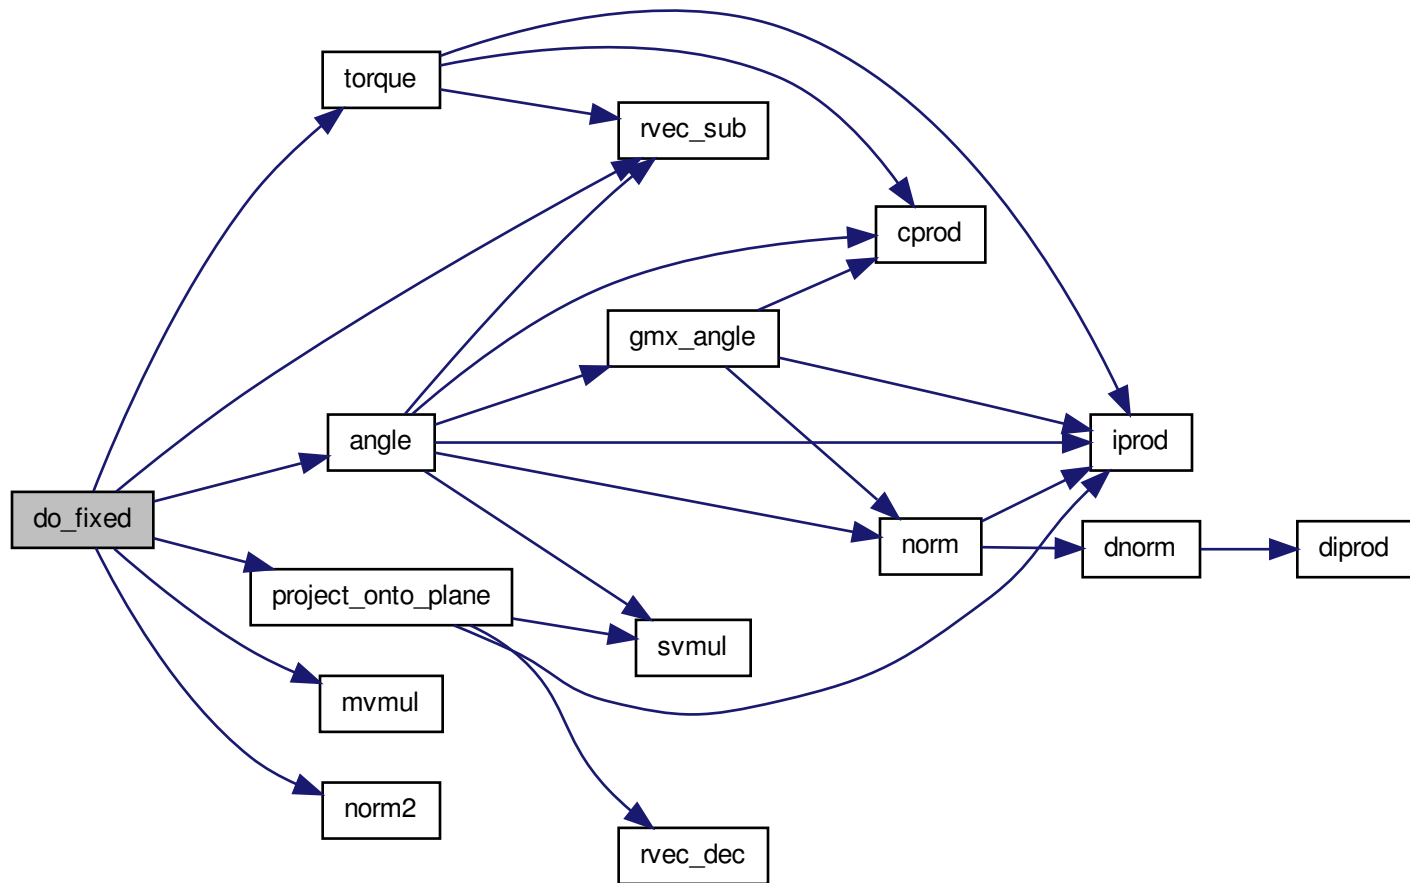 torque
rvec_sub
cprod
gmx_angle
angle
iprod
do_fixed
norm
dnorm
diprod
project_onto_plane
svmul
mvmul
norm2
rvec_dec